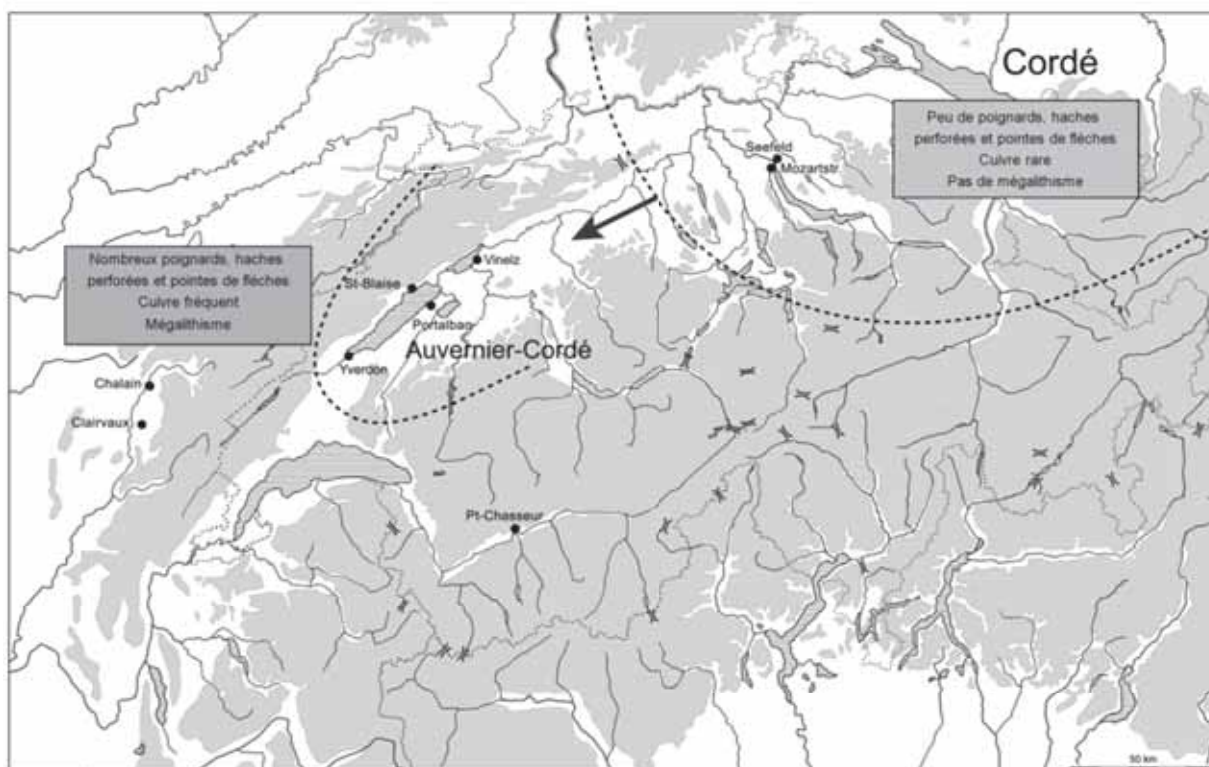 Cordé
Peu de poignards, haches
perforées et pointes de flèches
Cuivre rare
Pas de mégalithisme
Seefeld
Mozartstr.
Nombreux poignards, haches
perforées et pointes de flèches
Cuivre fréquent
Mégalithisme
Vinelz
St-Blaise
Portalban
Auvernier-Cordé
Yverdon
Chalain
Clairvaux
Pt-Chasseur
50 km